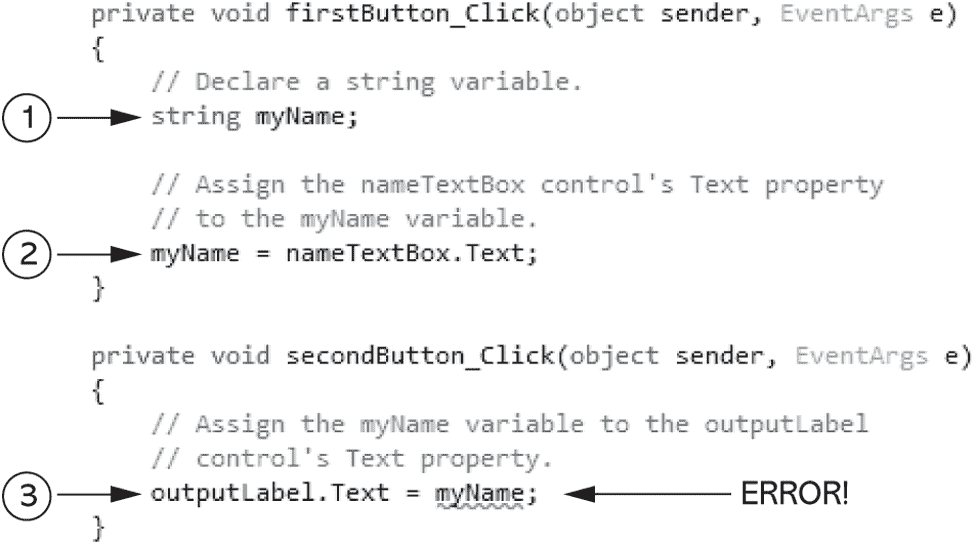 private void firstButton_Click(object sender, EventArgs e)
{
// Declare a string variable.
1 string myName;
// Assign the nameTextBox control's Text property
// to the myName variable.
2 myName = nameTextBox.Text;
}
private void secondButton_Click(object sender, EventArgs e)
{
// Assign the myName variable to the outputLabel
// control's Text property.
3 outputLabel.Text = myName; ERROR!
}